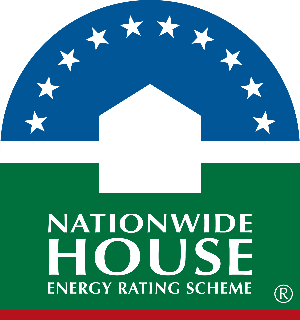 NATIONWIDE
HOUSE
ENERGY RATING SCHEME ®